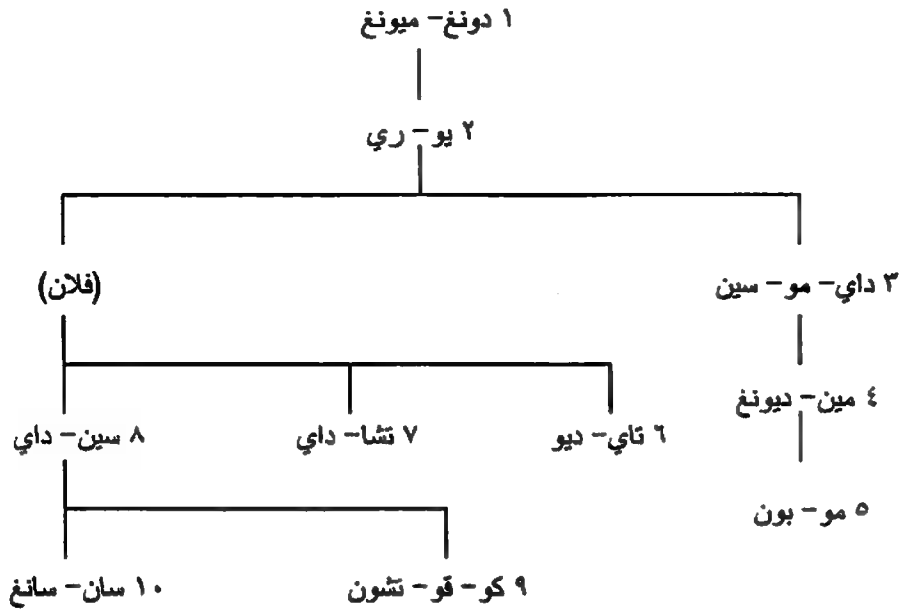 ١ دونغ- ميونغ
٢ يو- ري
٣ داي- مو- سين
(فلان)
٤ مين- ديونغ
٦ تاي- ديو
٧ تشا- داي
٨ سين- داي
٥ مو- بون
٩ كو- قو- تشون
١٠ سان- سانغ